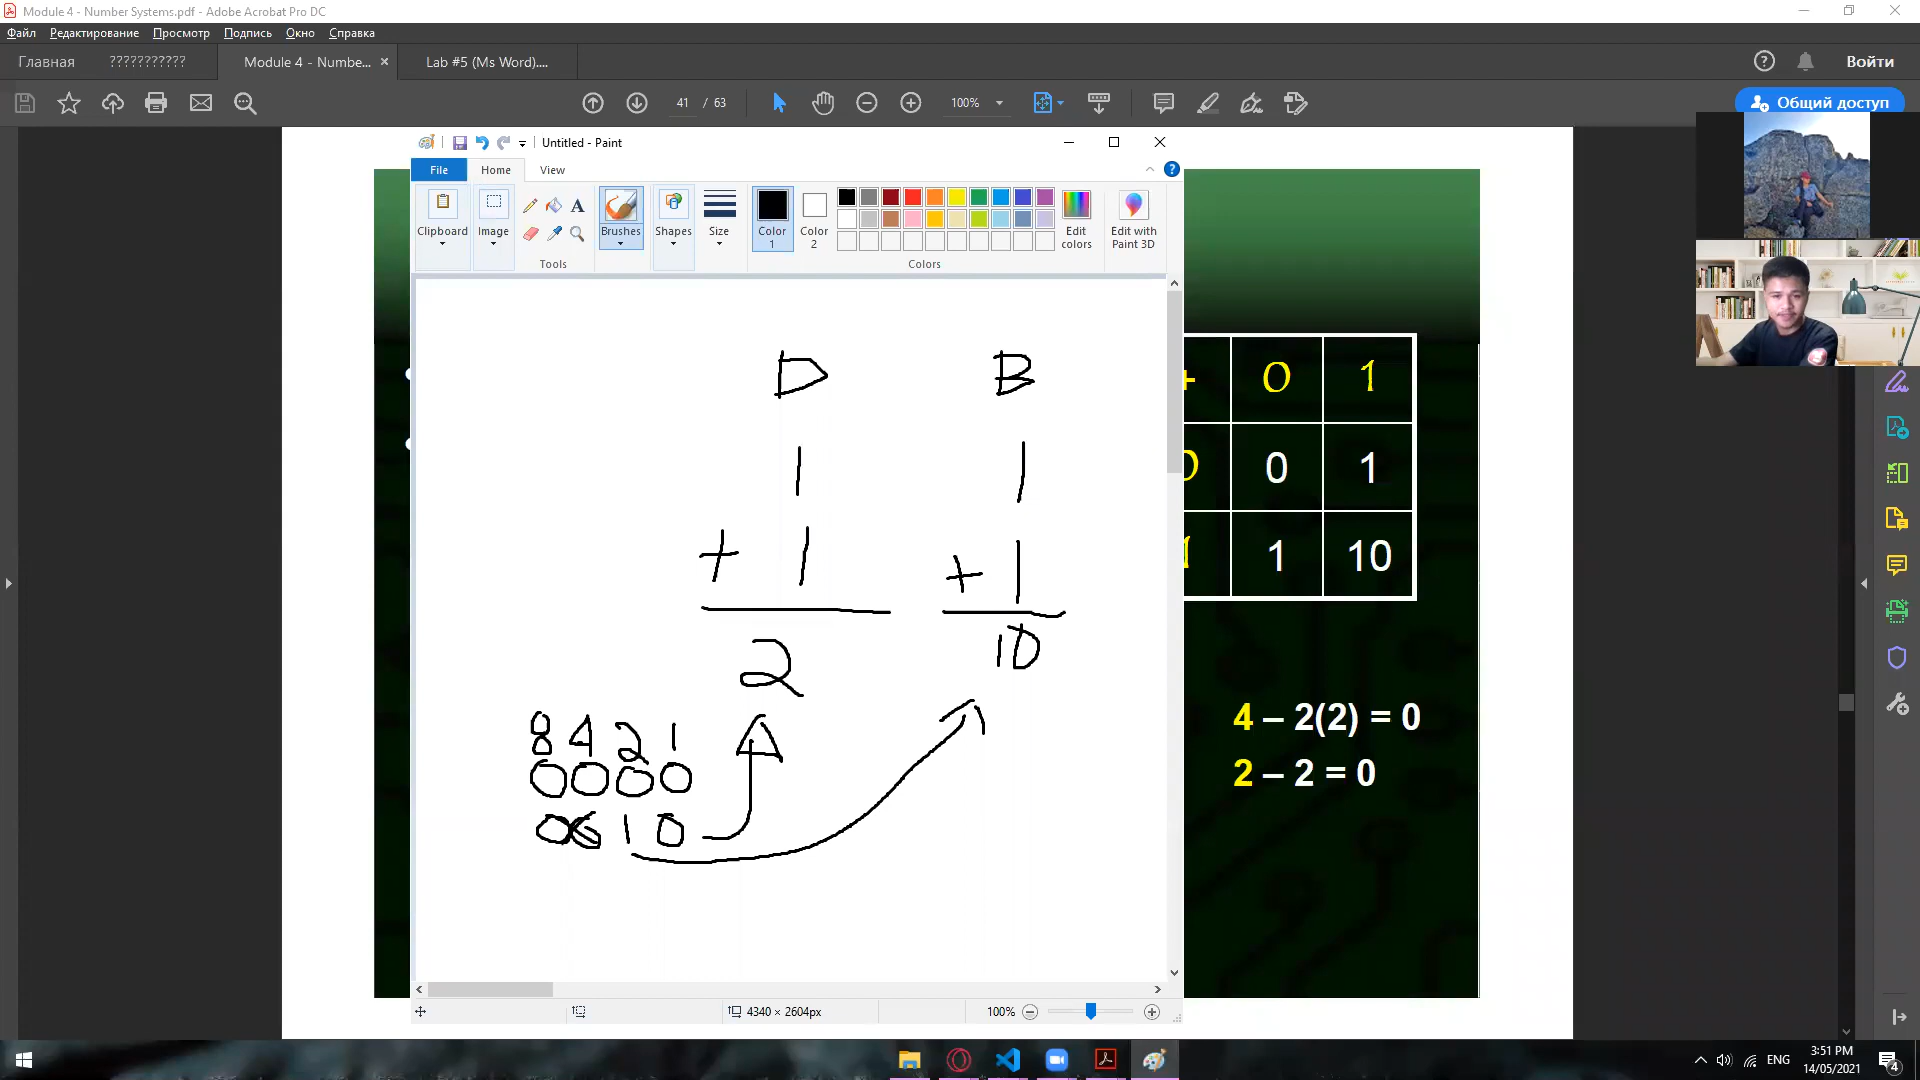 Module 4 - Number Systems.pdf - Adobe Acrobat Pro DC
Файл Редактирование Просмотр Подпись Окно Справка
Главная ??????????? Module 4 - Numbe... × Lab #5 (Ms Word).... Войти
41 / 63 100% Общий доступ
Untitled - Paint
File Home View
Clipboard Image Tools Brushes Shapes Size Color 1 Color 2 Colors Edit colors Edit with Paint 3D
D B
1 1
+ 1 + 1
2 10
8 4 2 1
0 0 0 0
0 1 0
+ 0 1
0 0 1
1 1 10
4 – 2(2) = 0
2 – 2 = 0
4340 × 2604px 100%
ENG 3:51 PM
14/05/2021
4